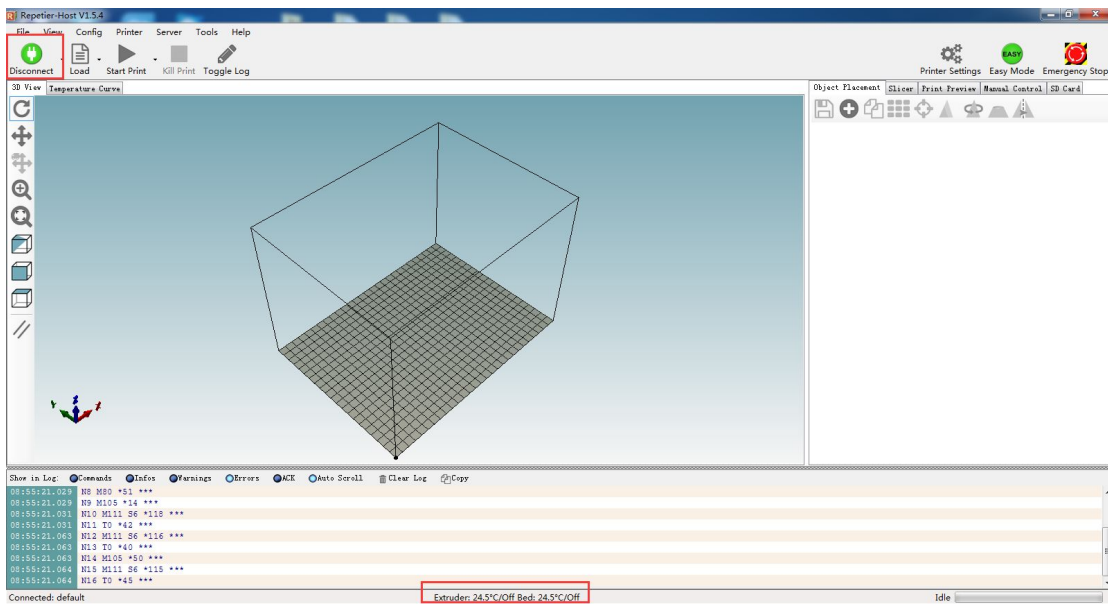 Repetier-Host V1.5.4
File View Config Printer Server Tools Help
Disconnect Load Start Print Kill Print Toggle Log
Printer Settings Easy Mode Emergency Stop
EASY
3D View Temperature Curve
Object Placement Slicer Print Preview Manual Control SD Card
Show in Log: Commands Infos Warnings Errors ACK Auto Scroll Clear Log Copy
08:55:21.029 N8 M80 *51 ***
08:55:21.029 N9 M105 *14 ***
08:55:21.031 N10 M111 S6 *118 ***
08:55:21.031 N11 T0 *42 ***
08:55:21.063 N12 M111 S6 *116 ***
08:55:21.063 N13 T0 *40 ***
08:55:21.063 N14 M105 *50 ***
08:55:21.064 N15 M111 S6 *115 ***
08:55:21.064 N16 T0 *45 ***
Connected: default Extruder: 24.5°C/Off Bed: 24.5°C/Off Idle